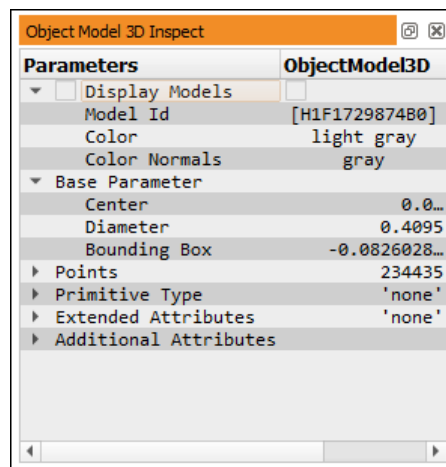 Object Model 3D Inspect
Parameters ObjectModel3D
Display Models
Model Id [H1F1729874B0]
Color light gray
Color Normals gray
Base Parameter
Center 0.0…
Diameter 0.4095
Bounding Box -0.0826028…
Points 234435
Primitive Type 'none'
Extended Attributes 'none'
Additional Attributes